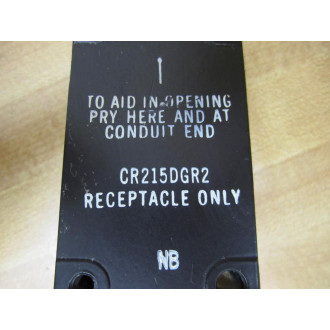 TO AID IN OPENING
PRY HERE AND AT
CONDUIT END
CR215DGR2
RECEPTACLE ONLY
NB